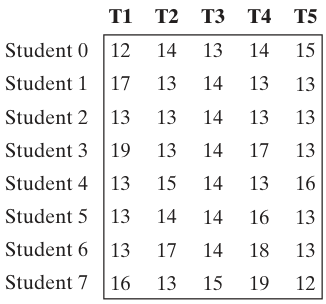 T1 T2 T3 T4 T5
Student 0 12 14 13 14 15
Student 1 17 13 14 13 13
Student 2 13 13 14 13 13
Student 3 19 13 14 17 13
Student 4 13 15 14 13 16
Student 5 13 14 14 16 13
Student 6 13 17 14 18 13
Student 7 16 13 15 19 12